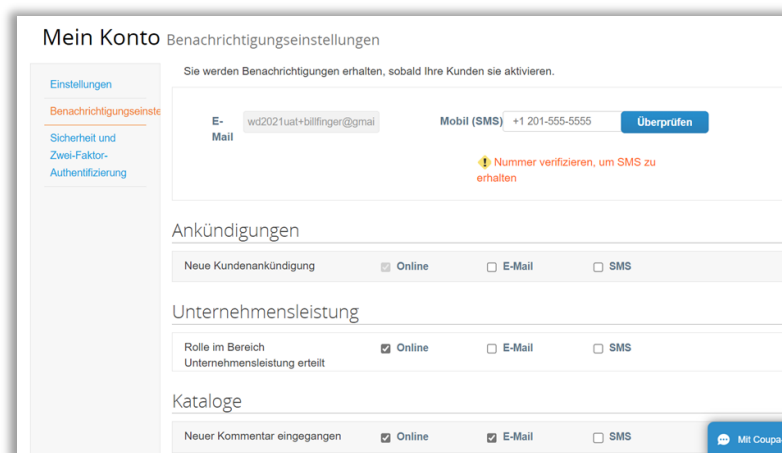 Mein Konto Benachrichtigungseinstellungen
Sie werden Benachrichtigungen erhalten, sobald Ihre Kunden sie aktivieren.
Einstellungen
Benachrichtigungseinste
Sicherheit und
Zwei-Faktor-
Authentifizierung
E-
Mail
wd2021uat+billfinger@gmai
Mobil (SMS) +1 201-555-5555 Überprüfen
Nummer verifizieren, um SMS zu
erhalten
Ankündigungen
Neue Kundenankündigung Online E-Mail SMS
Unternehmensleistung
Rolle im Bereich
Unternehmensleistung erteilt
Online E-Mail SMS
Kataloge
Neuer Kommentar eingegangen Online E-Mail SMS
Mit Coupa